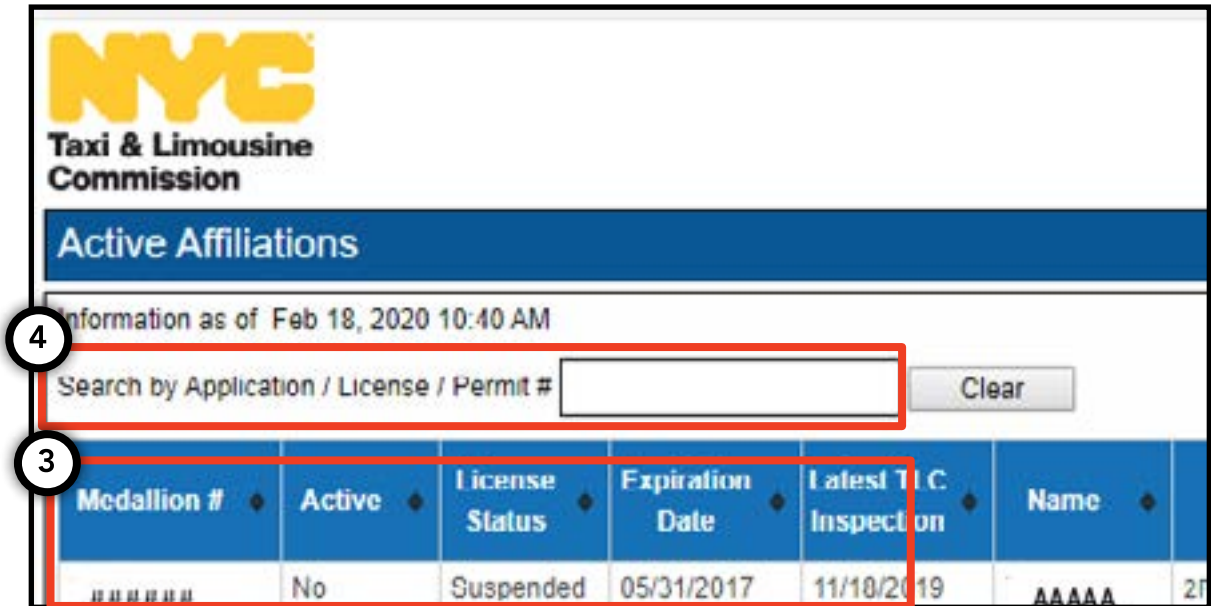 NYC
Taxi & Limousine
Commission
Active Affiliations
Information as of Feb 18, 2020 10:40 AM
4
Search by Application / License / Permit # Clear
3
Medallion # Active License Status Expiration Date Latest TLC Inspection Name
###### No Suspended 05/31/2017 11/18/2019 AAAAA